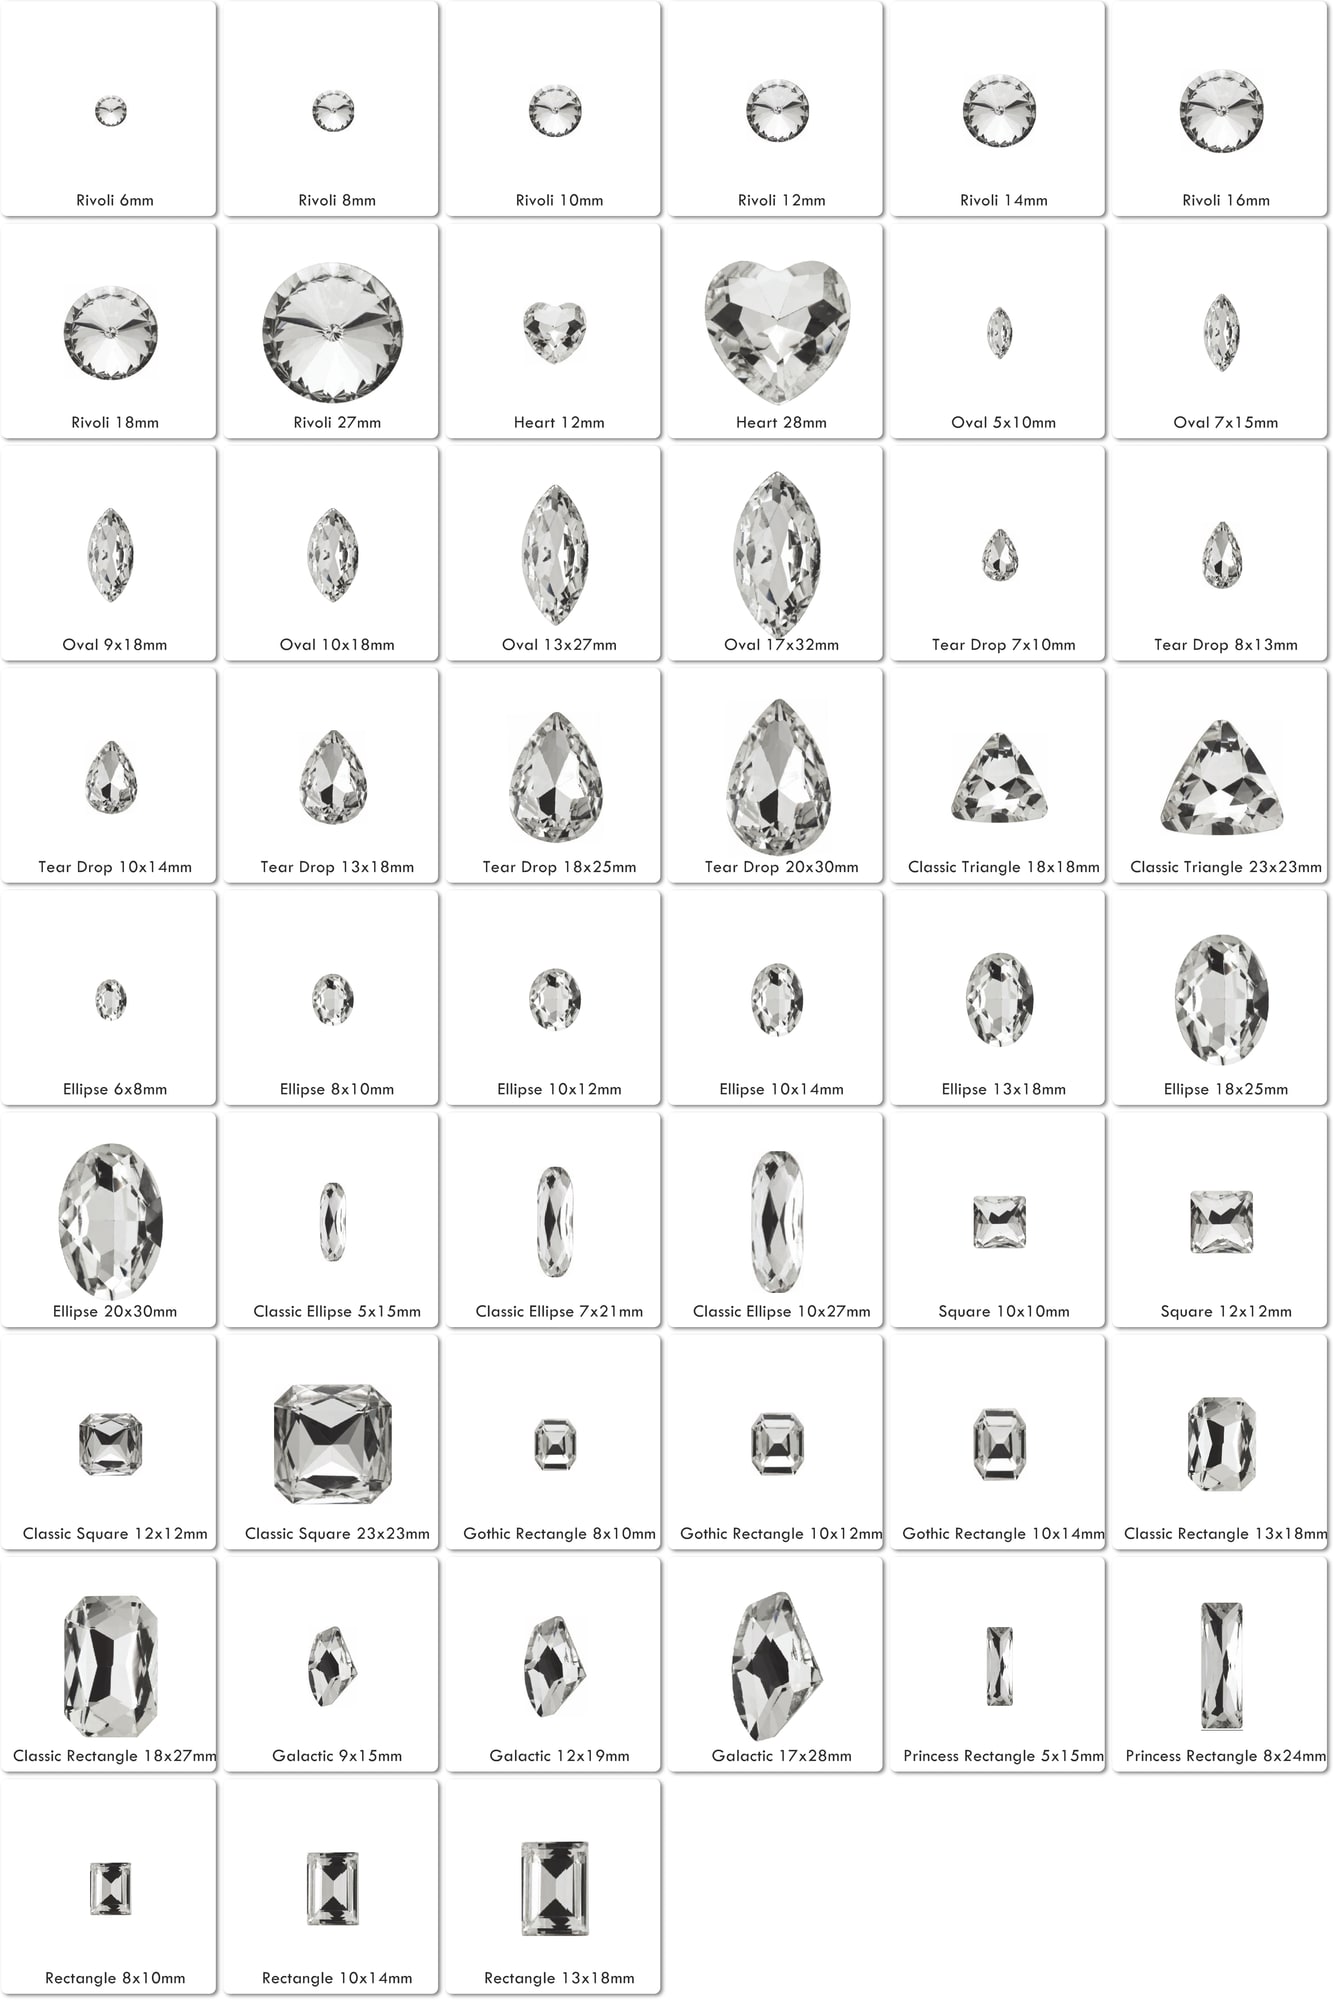 Rivoli 6mm
Rivoli 8mm
Rivoli 10mm
Rivoli 12mm
Rivoli 14mm
Rivoli 16mm
Rivoli 18mm
Rivoli 27mm
Heart 12mm
Heart 28mm
Oval 5x10mm
Oval 7x15mm
Oval 9x18mm
Oval 10x18mm
Oval 13x27mm
Oval 17x32mm
Tear Drop 7x10mm
Tear Drop 8x13mm
Tear Drop 10x14mm
Tear Drop 13x18mm
Tear Drop 18x25mm
Tear Drop 20x30mm
Classic Triangle 18x18mm
Classic Triangle 23x23mm
Ellipse 6x8mm
Ellipse 8x10mm
Ellipse 10x12mm
Ellipse 10x14mm
Ellipse 13x18mm
Ellipse 18x25mm
Ellipse 20x30mm
Classic Ellipse 5x15mm
Classic Ellipse 7x21mm
Classic Ellipse 10x27mm
Square 10x10mm
Square 12x12mm
Classic Square 12x12mm
Classic Square 23x23mm
Gothic Rectangle 8x10mm
Gothic Rectangle 10x12mm
Gothic Rectangle 10x14mm
Classic Rectangle 13x18mm
Classic Rectangle 18x27mm
Galactic 9x15mm
Galactic 12x19mm
Galactic 17x28mm
Princess Rectangle 5x15mm
Princess Rectangle 8x24mm
Rectangle 8x10mm
Rectangle 10x14mm
Rectangle 13x18mm